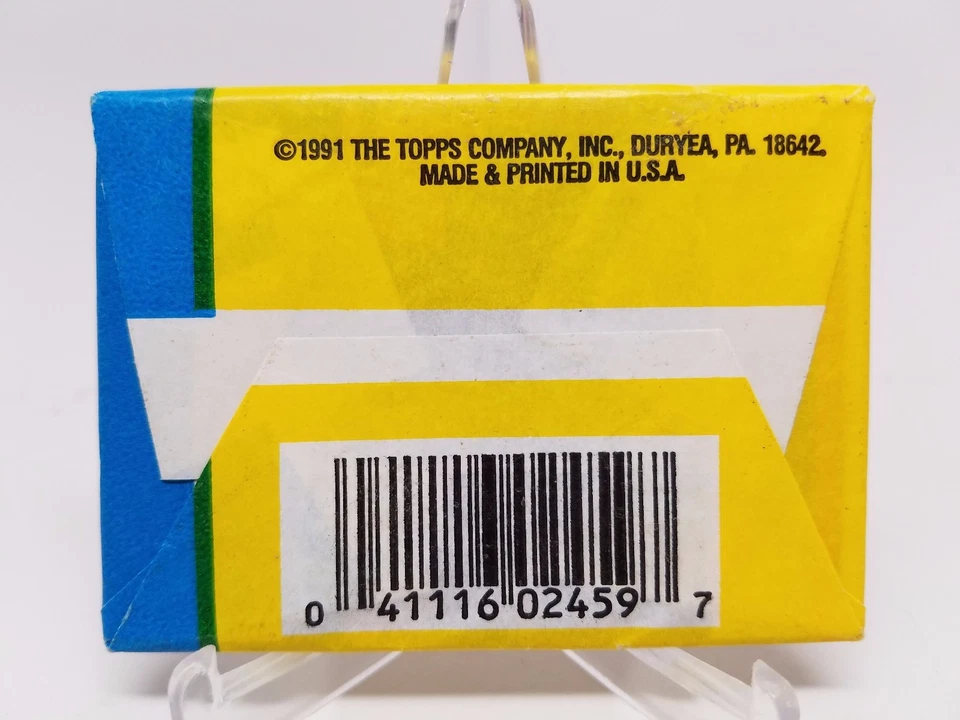 ©1991 THE TOPPS COMPANY, INC., DURYEA, PA. 18642.
MADE & PRINTED IN U.S.A.
0 41116 02459 7